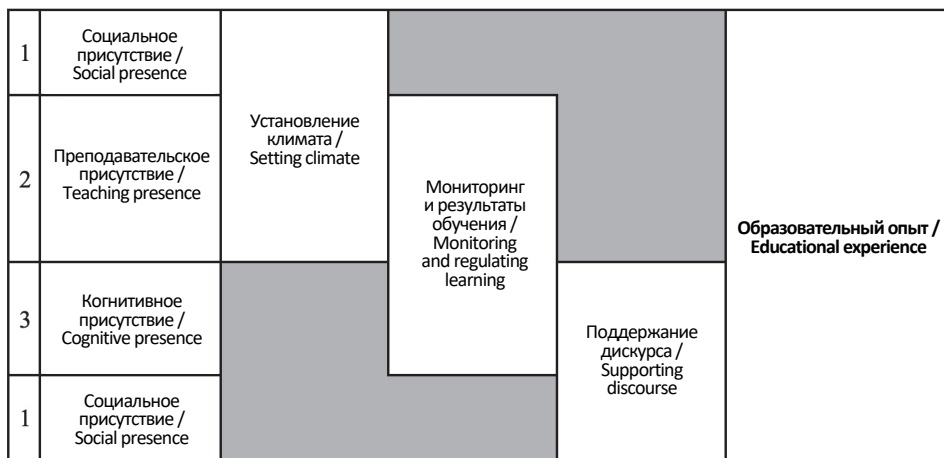 1
Социальное
присутствие /
Social presence
2
Преподавательское
присутствие /
Teaching presence
3
Когнитивное
присутствие /
Cognitive presence
1
Социальное
присутствие /
Social presence
Установление
климата /
Setting climate
Мониторинг
и результаты
обучения /
Monitoring
and regulating
learning
Поддержание
дискурса /
Supporting
discourse
Образовательный опыт /
Educational experience